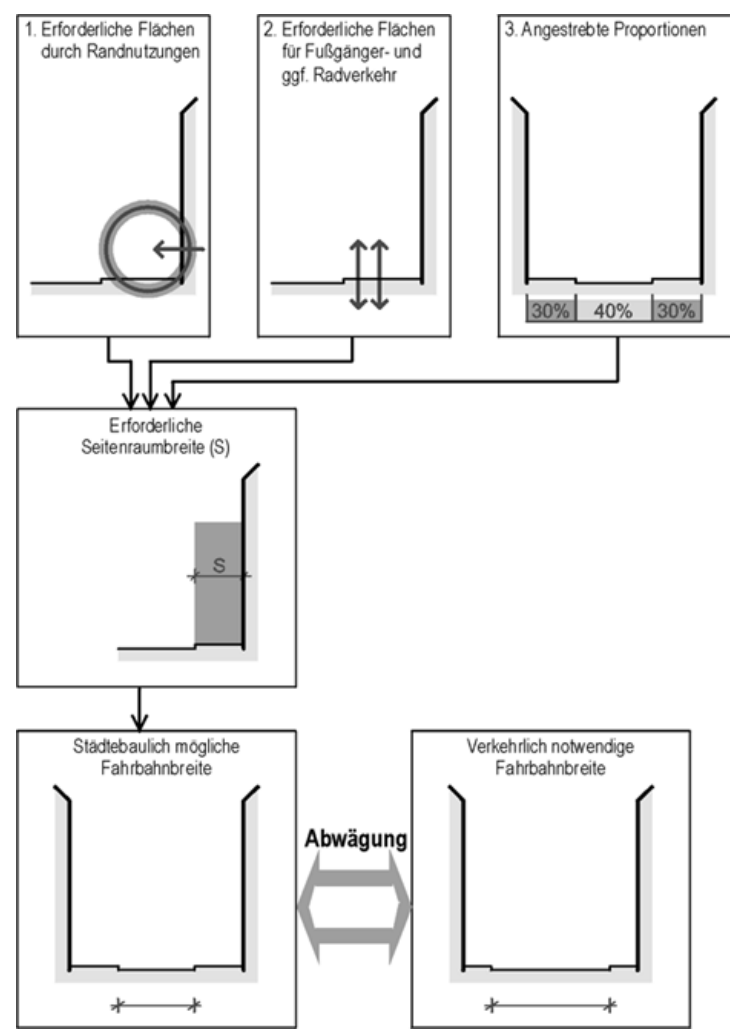 1. Erforderliche Flächen
durch Randnutzungen
2. Erforderliche Flächen
für Fußgänger- und
ggf. Radverkehr
3. Angestrebte Proportionen
30% 40% 30%
Erforderliche
Seitenraumbreite (S)
S
Städtebaulich mögliche
Fahrbahnbreite
Abwägung
Verkehrlich notwendige
Fahrbahnbreite